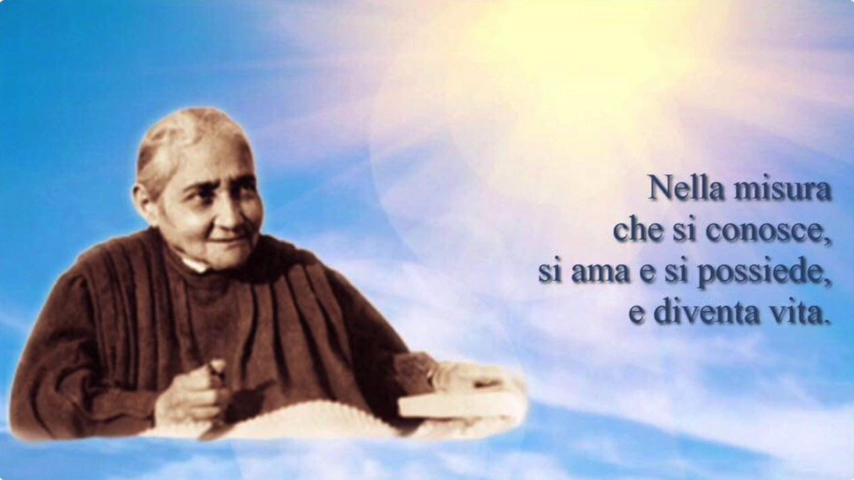 Nella misura
che si conosce,
si ama e si possiede,
e diventa vita.